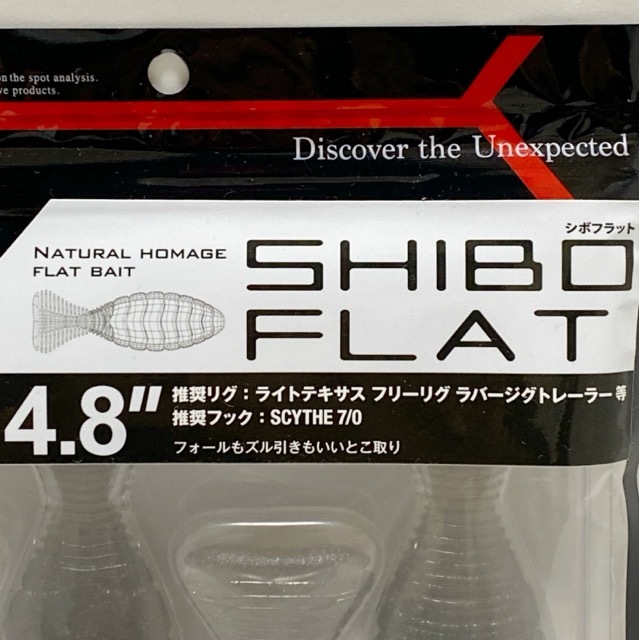 on the spot analysis.
ve products.
Discover the Unexpected
シボフラット
NATURAL HOMAGE
FLAT BAIT
SHIBO
FLAT
4.8"
推奨リグ：ライトテキサス フリーリグ ラバージグトレーラー等
推奨フック：SCYTHE 7/0
フォールもズル引きもいいとこ取り